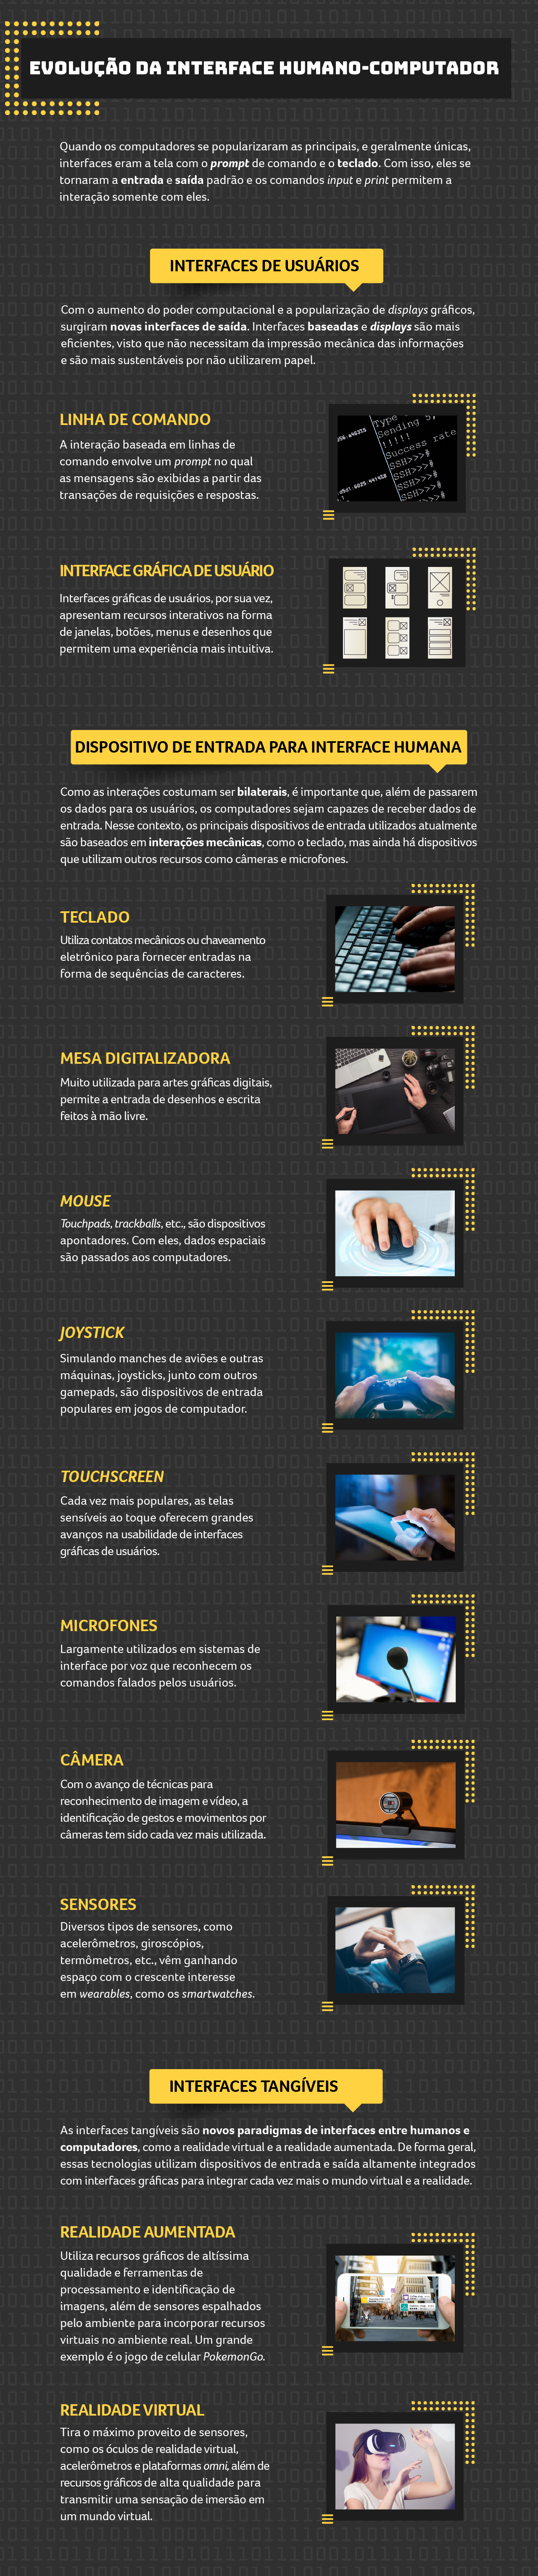 EVOLUÇÃO DA INTERFACE HUMANO-COMPUTADOR
Quando os computadores se popularizaram as principais, e geralmente únicas,
interfaces eram a tela com o prompt de comando e o teclado. Com isso, eles se
tornaram a entrada e saída padrão e os comandos input e print permitem a
interação somente com eles.
INTERFACES DE USUÁRIOS
Com o aumento do poder computacional e a popularização de displays gráficos,
surgiram novas interfaces de saída. Interfaces baseadas e displays são mais
eficientes, visto que não necessitam da impressão mecânica das informações
e são mais sustentáveis por não utilizarem papel.
LINHA DE COMANDO
A interação baseada em linhas de
comando envolve um prompt no qual
as mensagens são exibidas a partir das
transações de requisições e respostas.
Type
Sending 5
!!!!!
Success rate
SSH>>>#
SSH>>>#
SSH>>>#
SSH>>>#
INTERFACE GRÁFICA DE USUÁRIO
Interfaces gráficas de usuários, por sua vez,
apresentam recursos interativos na forma
de janelas, botões, menus e desenhos que
permitem uma experiência mais intuitiva.
DISPOSITIVO DE ENTRADA PARA INTERFACE HUMANA
Como as interações costumam ser bilaterais, é importante que, além de passarem
os dados para os usuários, os computadores sejam capazes de receber dados de
entrada. Nesse contexto, os principais dispositivos de entrada utilizados atualmente
são baseados em interações mecânicas, como o teclado, mas ainda há dispositivos
que utilizam outros recursos como câmeras e microfones.
TECLADO
Utiliza contatos mecânicos ou chaveamento
eletrônico para fornecer entradas na
forma de sequências de caracteres.
MESA DIGITALIZADORA
Muito utilizada para artes gráficas digitais,
permite a entrada de desenhos e escrita
feitos à mão livre.
MOUSE
Touchpads, trackballs, etc., são dispositivos
apontadores. Com eles, dados espaciais
são passados aos computadores.
JOYSTICK
Simulando manches de aviões e outras
máquinas, joysticks, junto com outros
gamepads, são dispositivos de entrada
populares em jogos de computador.
TOUCHSCREEN
Cada vez mais populares, as telas
sensíveis ao toque oferecem grandes
avanços na usabilidade de interfaces
gráficas de usuários.
MICROFONES
Largamente utilizados em sistemas de
interface por voz que reconhecem os
comandos falados pelos usuários.
CÂMERA
Com o avanço de técnicas para
reconhecimento de imagem e vídeo, a
identificação de gestos e movimentos por
câmeras tem sido cada vez mais utilizada.
SENSORES
Diversos tipos de sensores, como
acelerômetros, giroscópios,
termômetros, etc., vêm ganhando
espaço com o crescente interesse
em wearables, como os smartwatches.
INTERFACES TANGÍVEIS
As interfaces tangíveis são novos paradigmas de interfaces entre humanos e
computadores, como a realidade virtual e a realidade aumentada. De forma geral,
essas tecnologias utilizam dispositivos de entrada e saída altamente integrados
com interfaces gráficas para integrar cada vez mais o mundo virtual e a realidade.
REALIDADE AUMENTADA
Utiliza recursos gráficos de altíssima
qualidade e ferramentas de
processamento e identificação de
imagens, além de sensores espalhados
pelo ambiente para incorporar recursos
virtuais no ambiente real. Um grande
exemplo é o jogo de celular PokemonGo.
REALIDADE VIRTUAL
Tira o máximo proveito de sensores,
como os óculos de realidade virtual,
acelerômetros e plataformas omni, além de
recursos gráficos de alta qualidade para
transmitir uma sensação de imersão em
um mundo virtual.